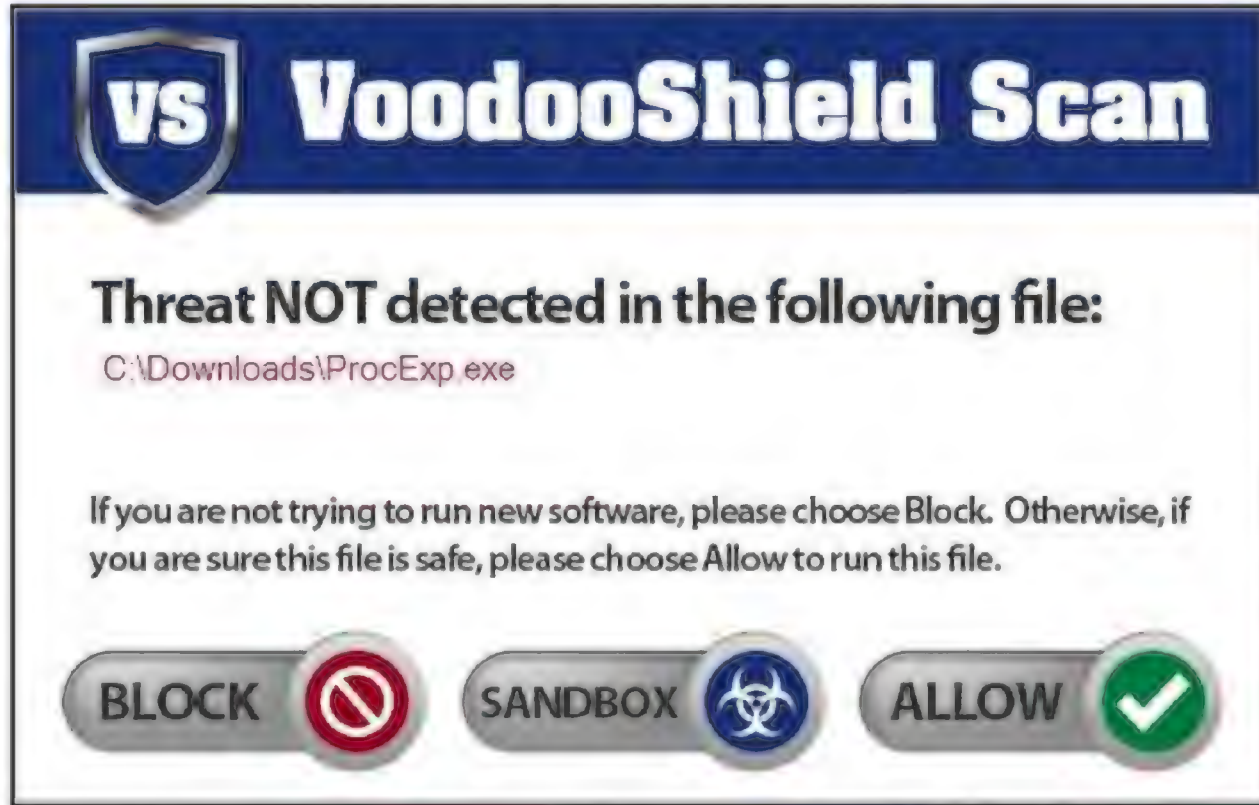 VS VoodooShield Scan
Threat NOT detected in the following file:
C:\Downloads\ProcExp.exe
If you are not trying to run new software, please choose Block. Otherwise, if
you are sure this file is safe, please choose Allow to run this file.
BLOCK SANDBOX ALLOW